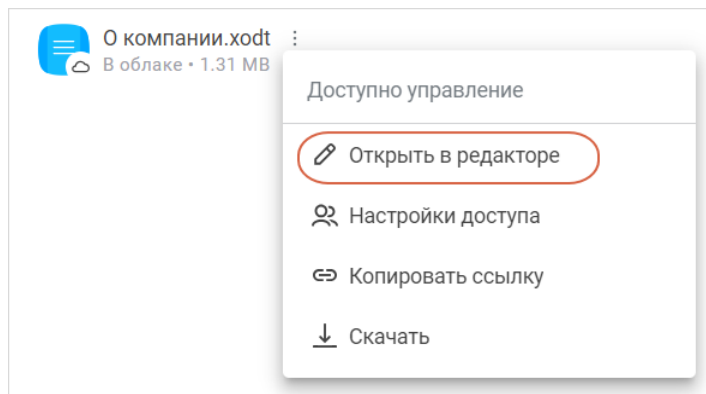 О компании.xodt
В облаке • 1.31 MB
Доступно управление
Открыть в редакторе
Настройки доступа
Копировать ссылку
Скачать